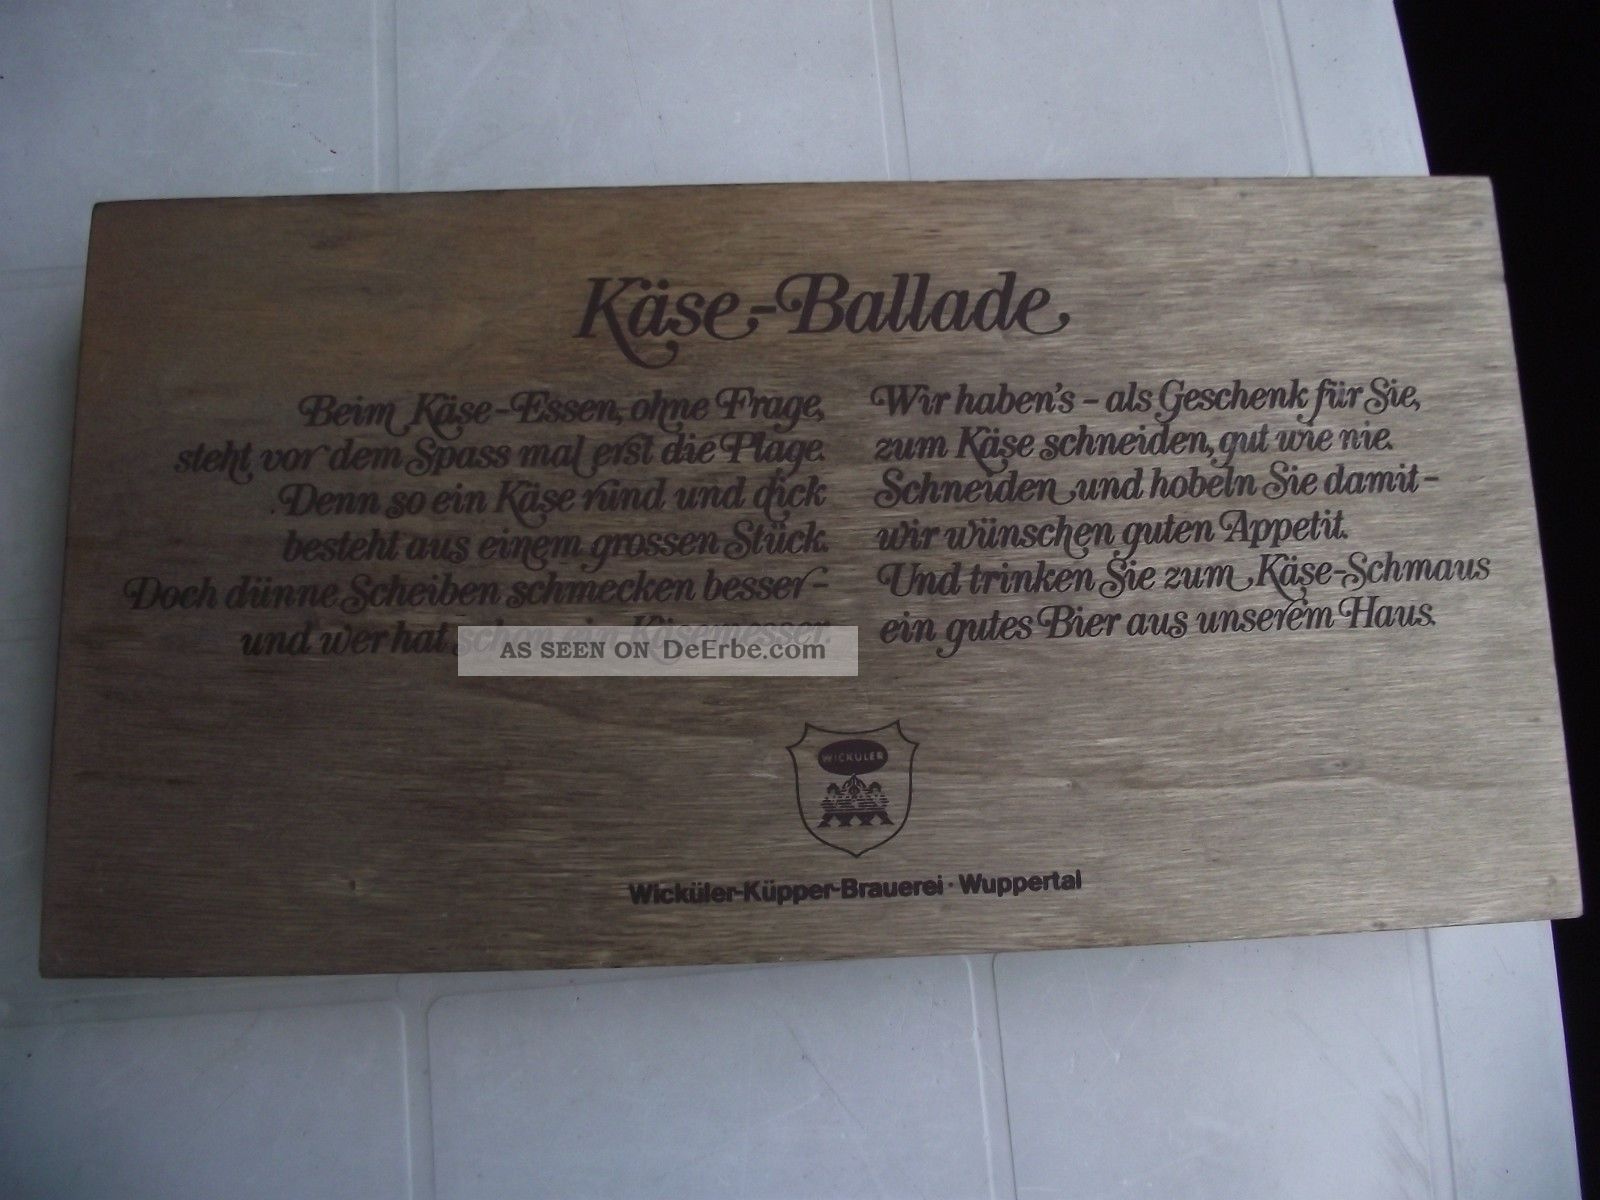 Käse-Ballade
Beim Käse-Essen, ohne Frage,
steht vor dem Spass mal erst die Plage.
Denn so ein Käse rund und dick
besteht aus einem grossen Stück.
Doch dünne Scheiben schmecken besser-
und wer hat schon ein Käsemesser.
Wir haben's - als Geschenk für Sie,
zum Käse schneiden, gut wie nie.
Schneiden und hobeln Sie damit-
wir wünschen guten Appetit.
Und trinken Sie zum Käse-Schmaus
ein gutes Bier aus unserem Haus.
AS SEEN ON DeErbe.com
WICKÜLER
Wicküler-Küpper-Brauerei · Wuppertal